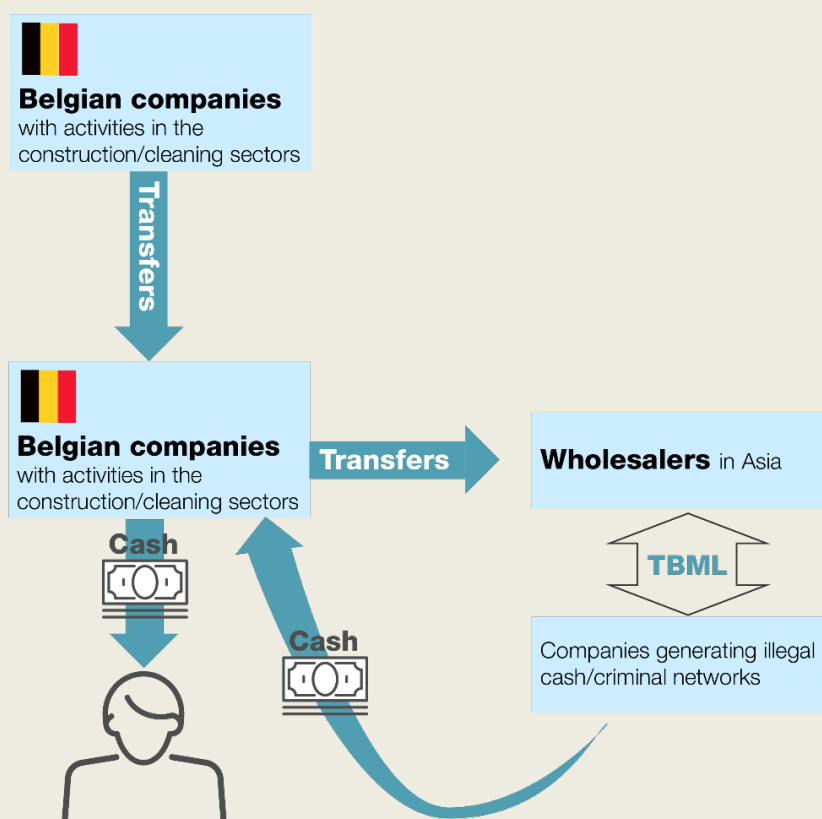 Belgian companies
with activities in the
construction/cleaning sectors
Transfers
Belgian companies
with activities in the
construction/cleaning sectors
Transfers
Wholesalers in Asia
TBML
Cash
Cash
Companies generating illegal
cash/criminal networks